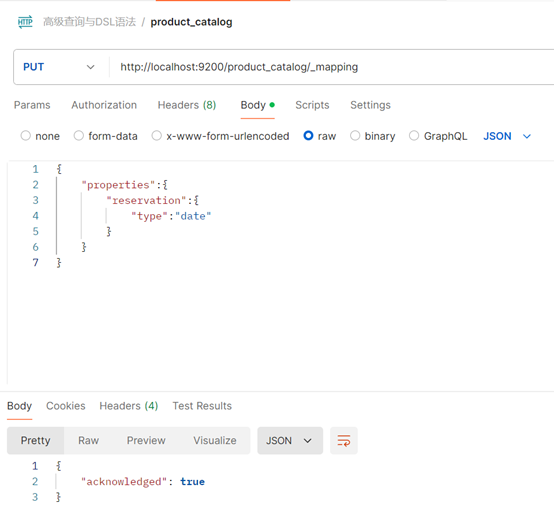 HTTP 高级查询与DSL语法 / product_catalog
PUT http://localhost:9200/product_catalog/_mapping
Params Authorization Headers (8) Body Scripts Settings
none form-data x-www-form-urlencoded raw binary GraphQL JSON
1 {
2 "properties":{
3 "reservation":{
4 "type":"date"
5 }
6 }
7 }
Body Cookies Headers (4) Test Results
Pretty Raw Preview Visualize JSON
1 {
2 "acknowledged": true
3 }